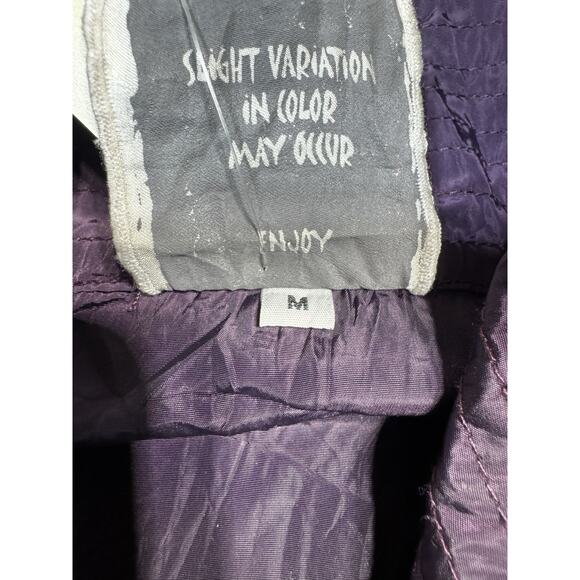 SLIGHT VARIATION
IN COLOR
MAY OCCUR
ENJOY
M